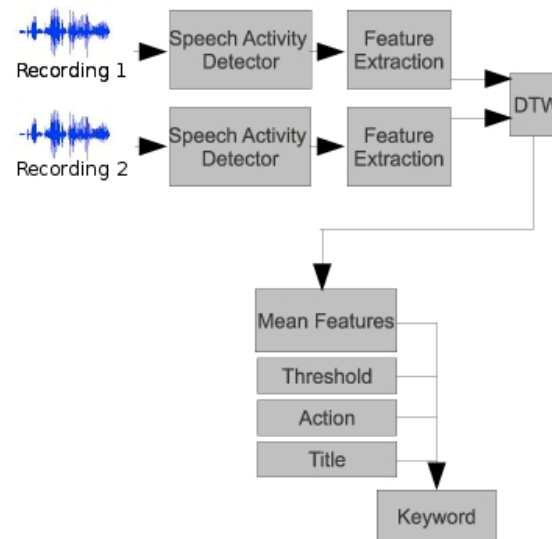 Recording 1
Speech Activity
Detector
Feature
Extraction
DTW
Recording 2
Speech Activity
Detector
Feature
Extraction
Mean Features
Threshold
Action
Title
Keyword